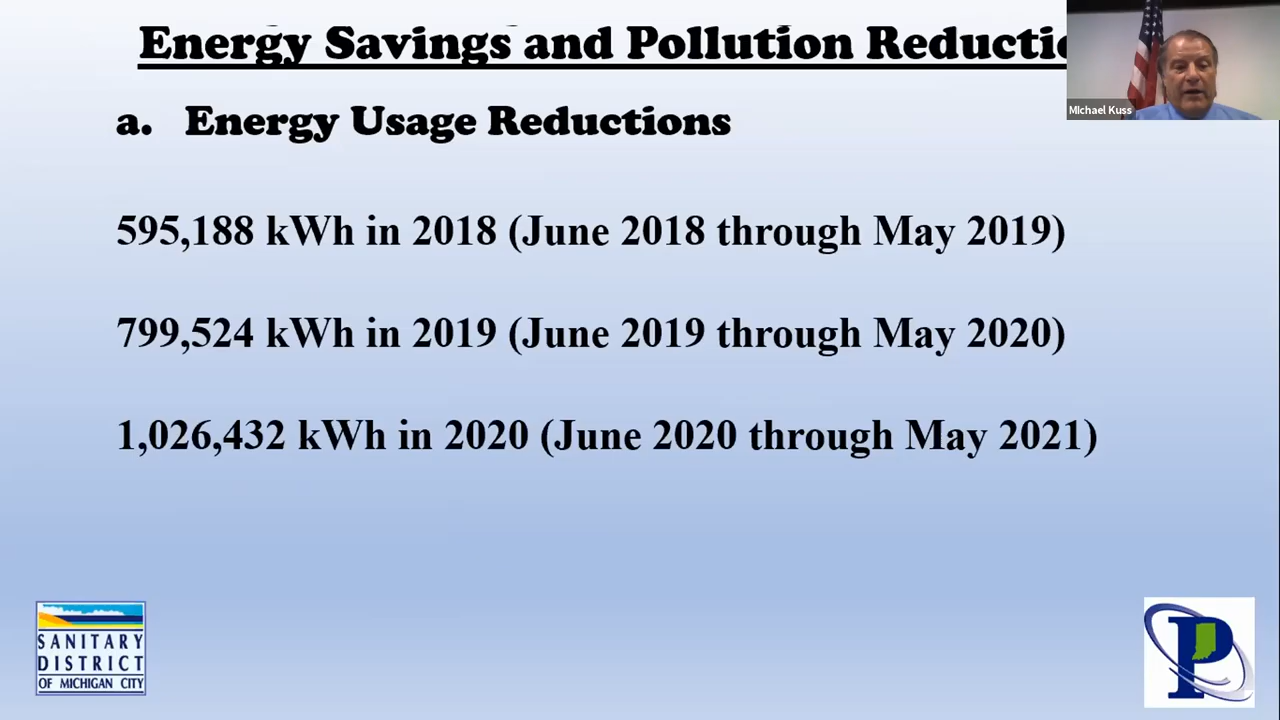 Energy Savings and Pollution Reductio
Michael Kuss
a. Energy Usage Reductions
595,188 kWh in 2018 (June 2018 through May 2019)
799,524 kWh in 2019 (June 2019 through May 2020)
1,026,432 kWh in 2020 (June 2020 through May 2021)
SANITARY
DISTRICT
OF MICHIGAN CITY
P